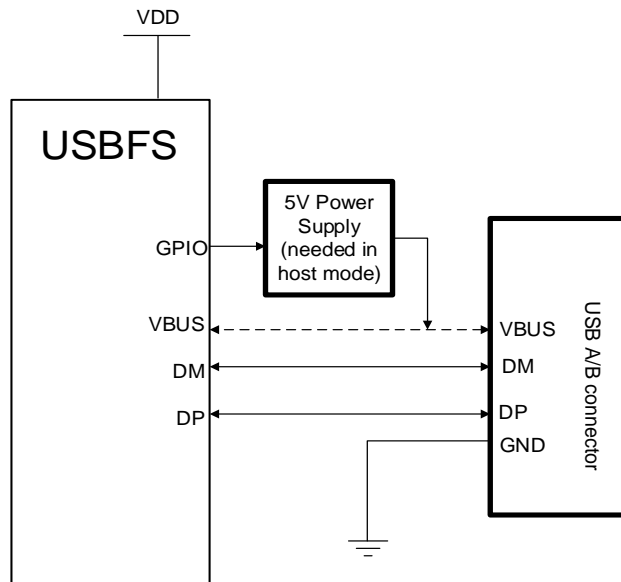 VDD
USBFS
5V Power
Supply
(needed in
host mode)
GPIO
VBUS
DM
DP
VBUS
DM
DP
GND
USB A/B connector